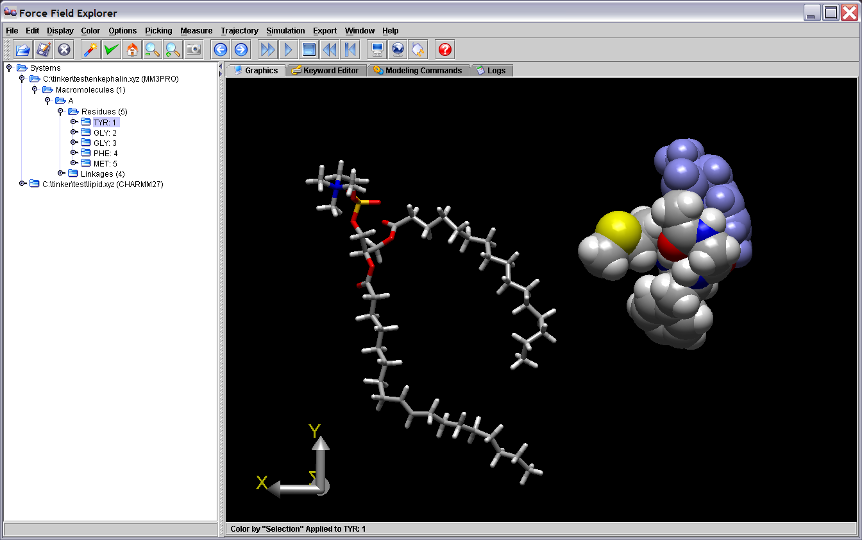 Force Field Explorer
File Edit Display Color Options Picking Measure Trajectory Simulation Export Window Help
Systems
C:\tinker\test\enkephalin.xyz (MM3PRO)
Macromolecules (1)
A
Residues (5)
TYR: 1
GLY: 2
GLY: 3
PHE: 4
MET: 5
Linkages (4)
C:\tinker\test\lipid.xyz (CHARMM27)
Graphics Keyword Editor Modeling Commands Logs
Y
X Z
Color by "Selection" Applied to TYR: 1